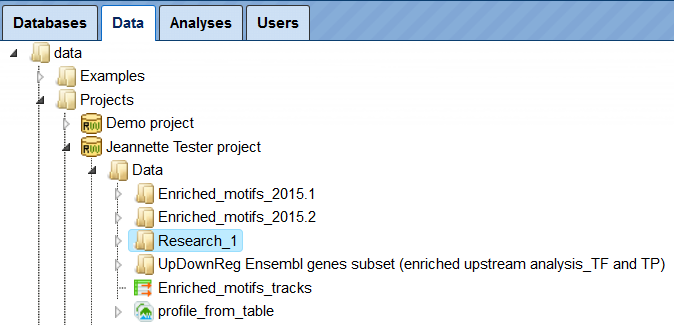 Databases Data Analyses Users
data
Examples
Projects
RW Demo project
RW Jeannette Tester project
Data
Enriched_motifs_2015.1
Enriched_motifs_2015.2
Research_1
UpDownReg Ensembl genes subset (enriched upstream analysis_TF and TP)
Enriched_motifs_tracks
profile_from_table